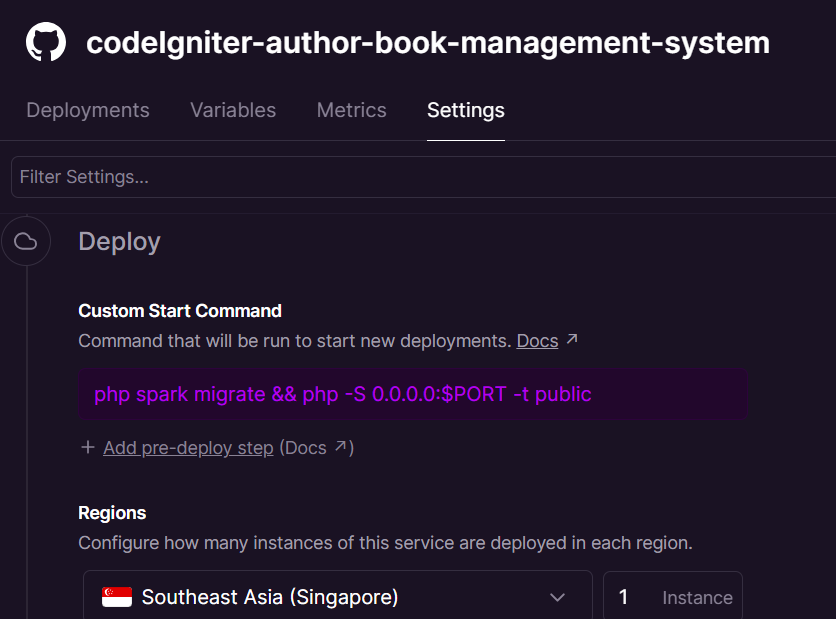 codeIgniter-author-book-management-system
Deployments Variables Metrics Settings
Filter Settings...
Deploy
Custom Start Command
Command that will be run to start new deployments. Docs ↗
php spark migrate && php -S 0.0.0.0:$PORT -t public
+ Add pre-deploy step (Docs ↗)
Regions
Configure how many instances of this service are deployed in each region.
Southeast Asia (Singapore) 1 Instance